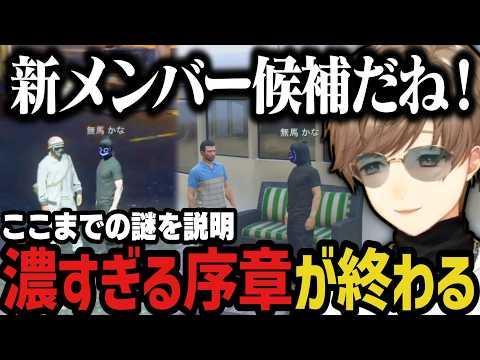 新メンバー候補だね！
無馬 かな
無馬 かな
ここまでの謎を説明
濃すぎる序章が終わる